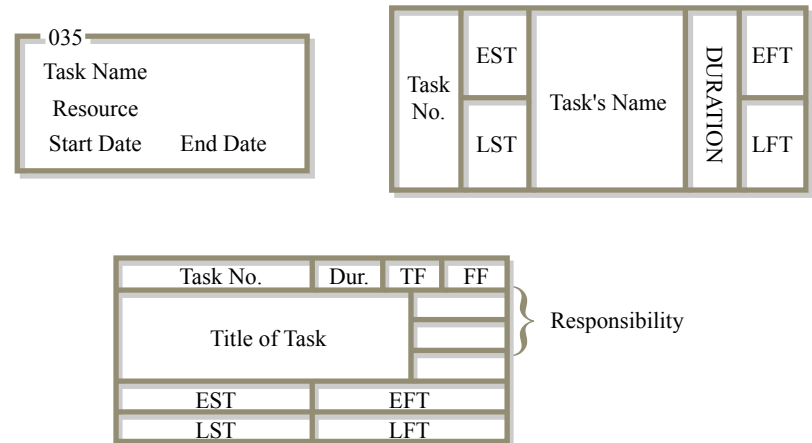 035
Task Name
Resource
Start Date End Date
Task
No.
EST
LST
Task's Name
DURATION
EFT
LFT
Task No. Dur. TF FF
Title of Task
Responsibility
EST EFT
LST LFT